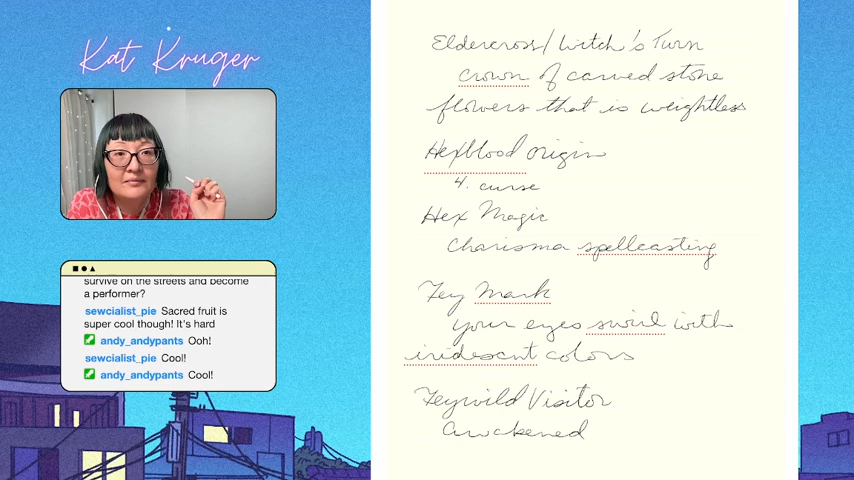 Kat Kruger
survive on the streets and become
a performer?
sewcialist_pie Sacred fruit is
super cool though! It's hard
andy_andypants Ooh!
sewcialist_pie Cool!
andy_andypants Cool!
Eldercross/Witch's Turn
crown of carved stone
flowers that is weightless
Hexblood origin
4. curse
Hex Magic
Charisma spellcasting
Fey Mark
your eyes swirl with
iridescent colors
Feywild Visitor
awakened